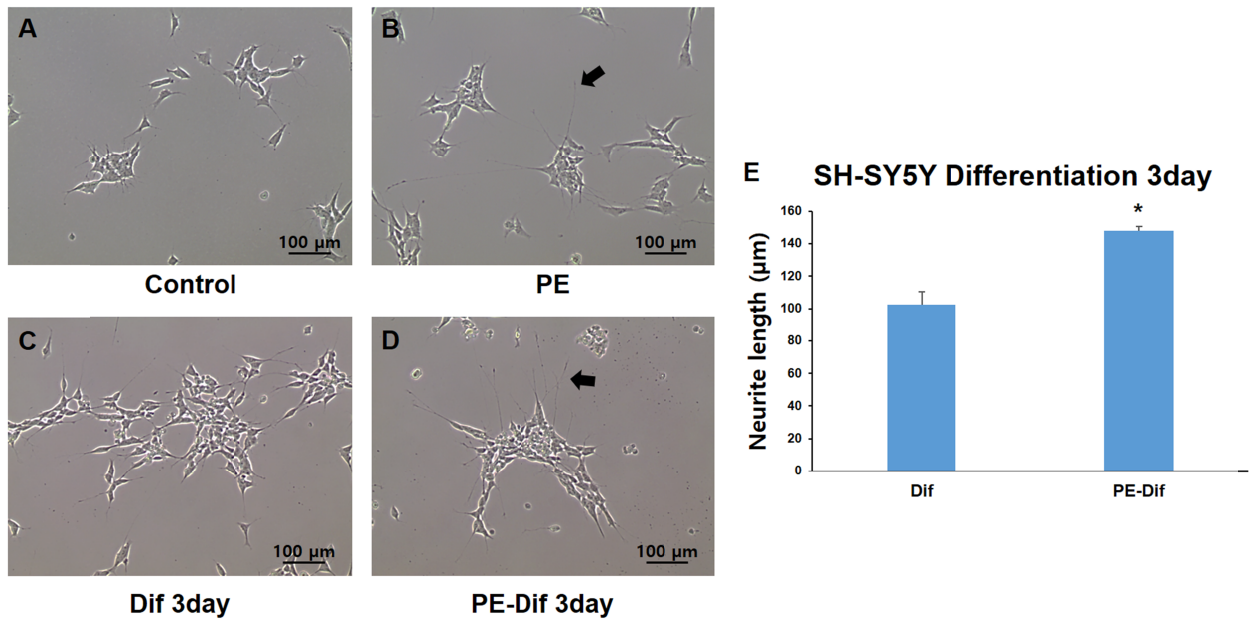 A
100 μm
Control
B
100 μm
PE
C
100 μm
Dif 3day
D
100 μm
PE-Dif 3day
E
SH-SY5Y Differentiation 3day
Neurite length (μm)
160
140
120
100
80
60
40
20
0
*
Dif
PE-Dif